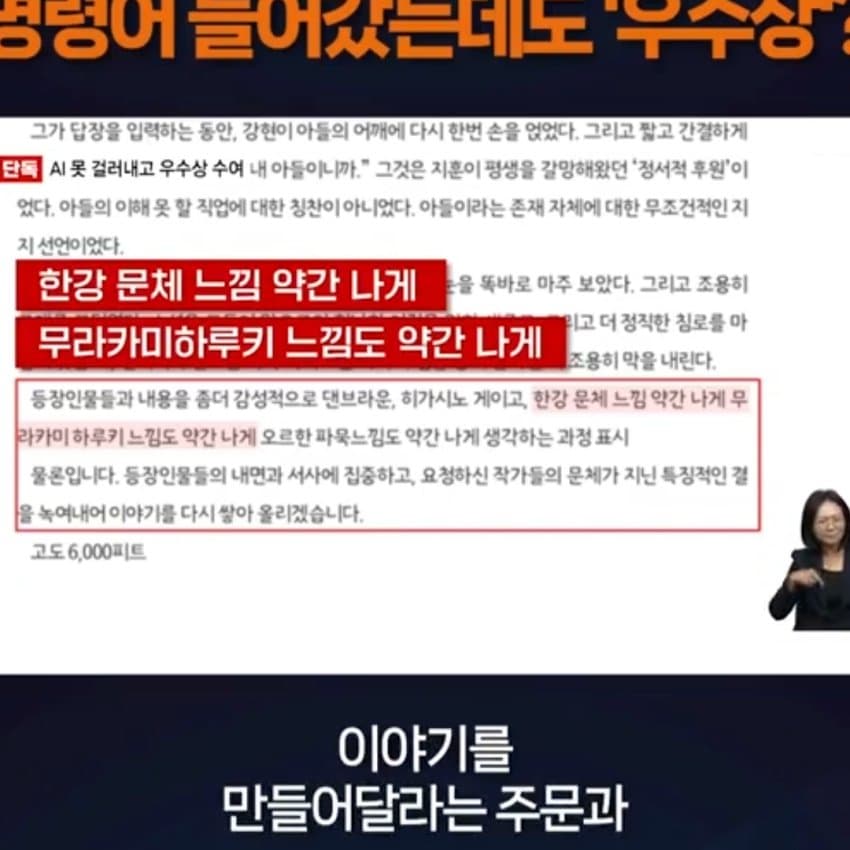 명령어 들어갔는데도 '우수상'
그가 답장을 입력하는 동안, 강현이 아들의 어깨에 다시 한번 손을 얹었다. 그리고 짧고 간결하게
단독 AI 못 걸러내고 우수상 수여 내 아들이니까.” 그것은 지훈이 평생을 갈망해왔던 ‘정서적 후원’이
었다. 아들의 이해 못 할 직업에 대한 칭찬이 아니었다. 아들이라는 존재 자체에 대한 무조건적인 지
지 선언이었다.
한강 문체 느낌 약간 나게 똑바로 마주 보았다. 그리고 조용히
무라카미하루키 느낌도 약간 나게 더 정직한 침로를 마
조용히 막을 내린다.
등장인물들과 내용을 좀더 감성적으로 댄브라운, 히가시노 게이고, 한강 문체 느낌 약간 나게 무
라카미 하루키 느낌도 약간 나게 오르한 파묵느낌도 약간 나게 생각하는 과정 표시
물론입니다. 등장인물들의 내면과 서사에 집중하고, 요청하신 작가들의 문체가 지닌 특징적인 결
을 녹여내어 이야기를 다시 쌓아 올리겠습니다.
고도 6,000피트
이야기를
만들어달라는 주문과